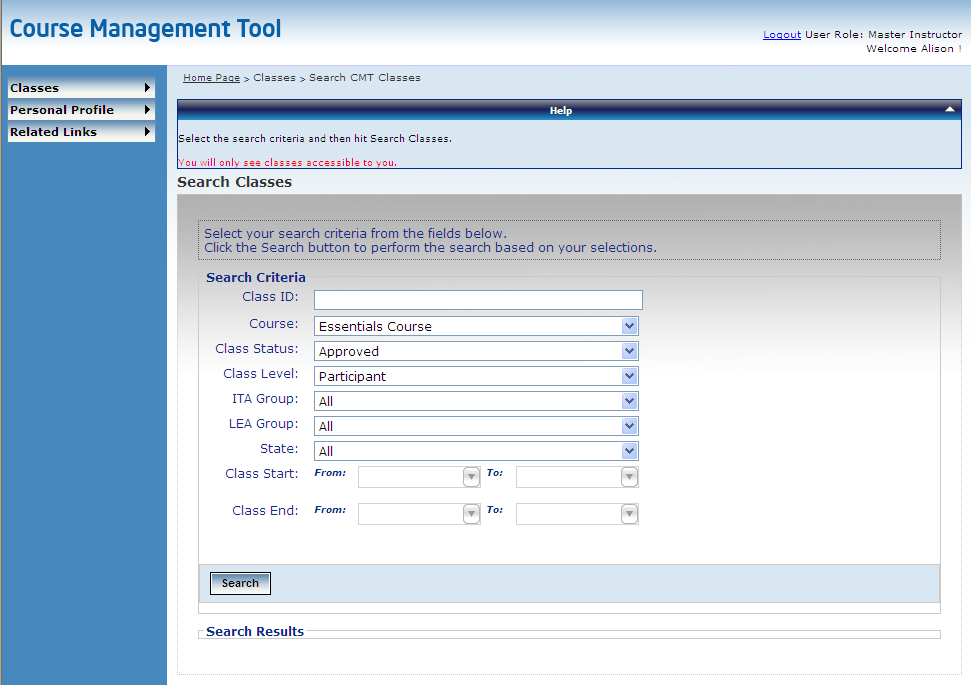 Course Management Tool
Logout User Role: Master Instructor
Welcome Alison !
Classes
Personal Profile
Related Links
Home Page > Classes > Search CMT Classes
Help
Select the search criteria and then hit Search Classes.
You will only see classes accessible to you.
Search Classes
Select your search criteria from the fields below.
Click the Search button to perform the search based on your selections.
Search Criteria
Class ID:
Course: Essentials Course
Class Status: Approved
Class Level: Participant
ITA Group: All
LEA Group: All
State: All
Class Start: From: To:
Class End: From: To:
Search
Search Results